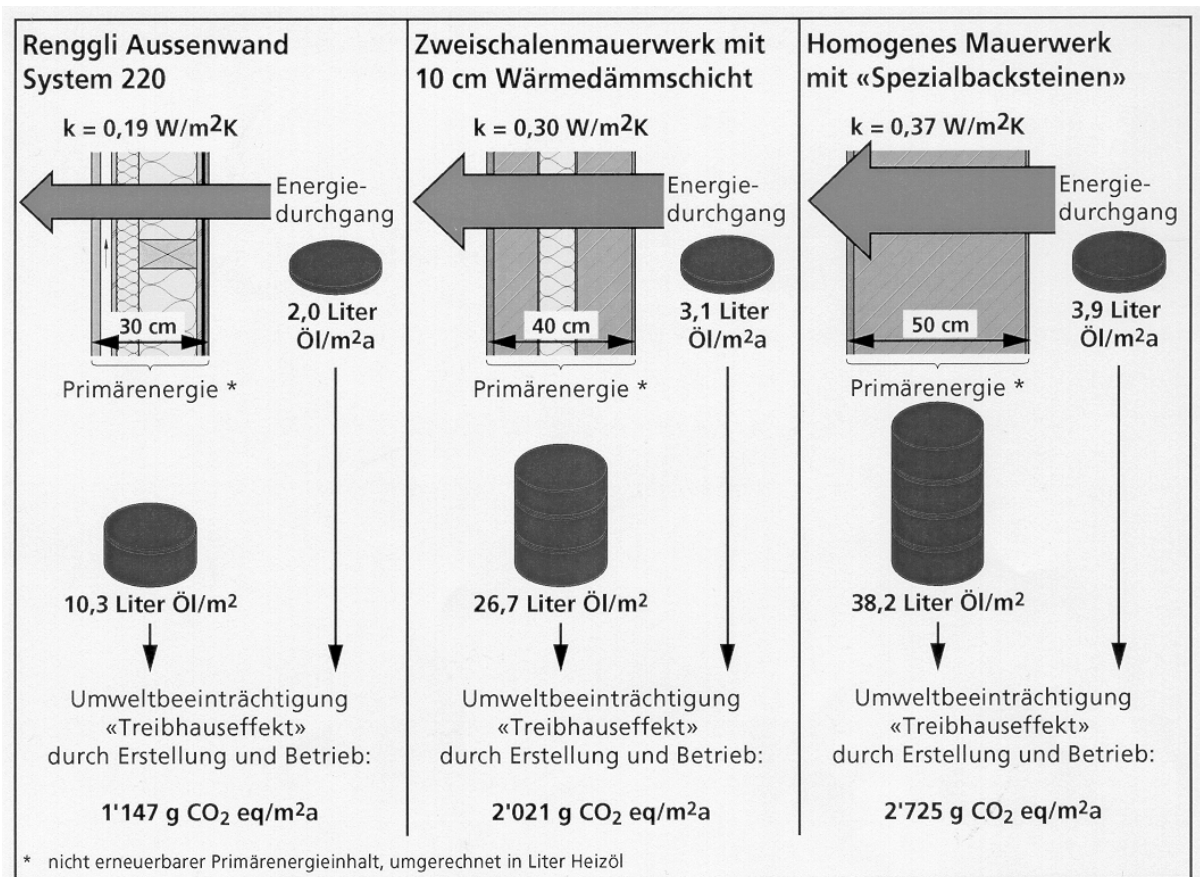 Renggli Aussenwand
System 220
k = 0,19 W/m²K
Energie-
durchgang
2,0 Liter
Öl/m²a
30 cm
Primärenergie *
10,3 Liter Öl/m²
Umweltbeeinträchtigung
«Treibhauseffekt»
durch Erstellung und Betrieb:
1'147 g CO₂ eq/m²a
Zweischalenmauerwerk mit
10 cm Wärmedämmschicht
k = 0,30 W/m²K
Energie-
durchgang
3,1 Liter
Öl/m²a
40 cm
Primärenergie *
26,7 Liter Öl/m²
Umweltbeeinträchtigung
«Treibhauseffekt»
durch Erstellung und Betrieb:
2'021 g CO₂ eq/m²a
Homogenes Mauerwerk
mit «Spezialbacksteinen»
k = 0,37 W/m²K
Energie-
durchgang
3,9 Liter
Öl/m²a
50 cm
Primärenergie *
38,2 Liter Öl/m²
Umweltbeeinträchtigung
«Treibhauseffekt»
durch Erstellung und Betrieb:
2'725 g CO₂ eq/m²a
* nicht erneuerbarer Primärenergieinhalt, umgerechnet in Liter Heizöl